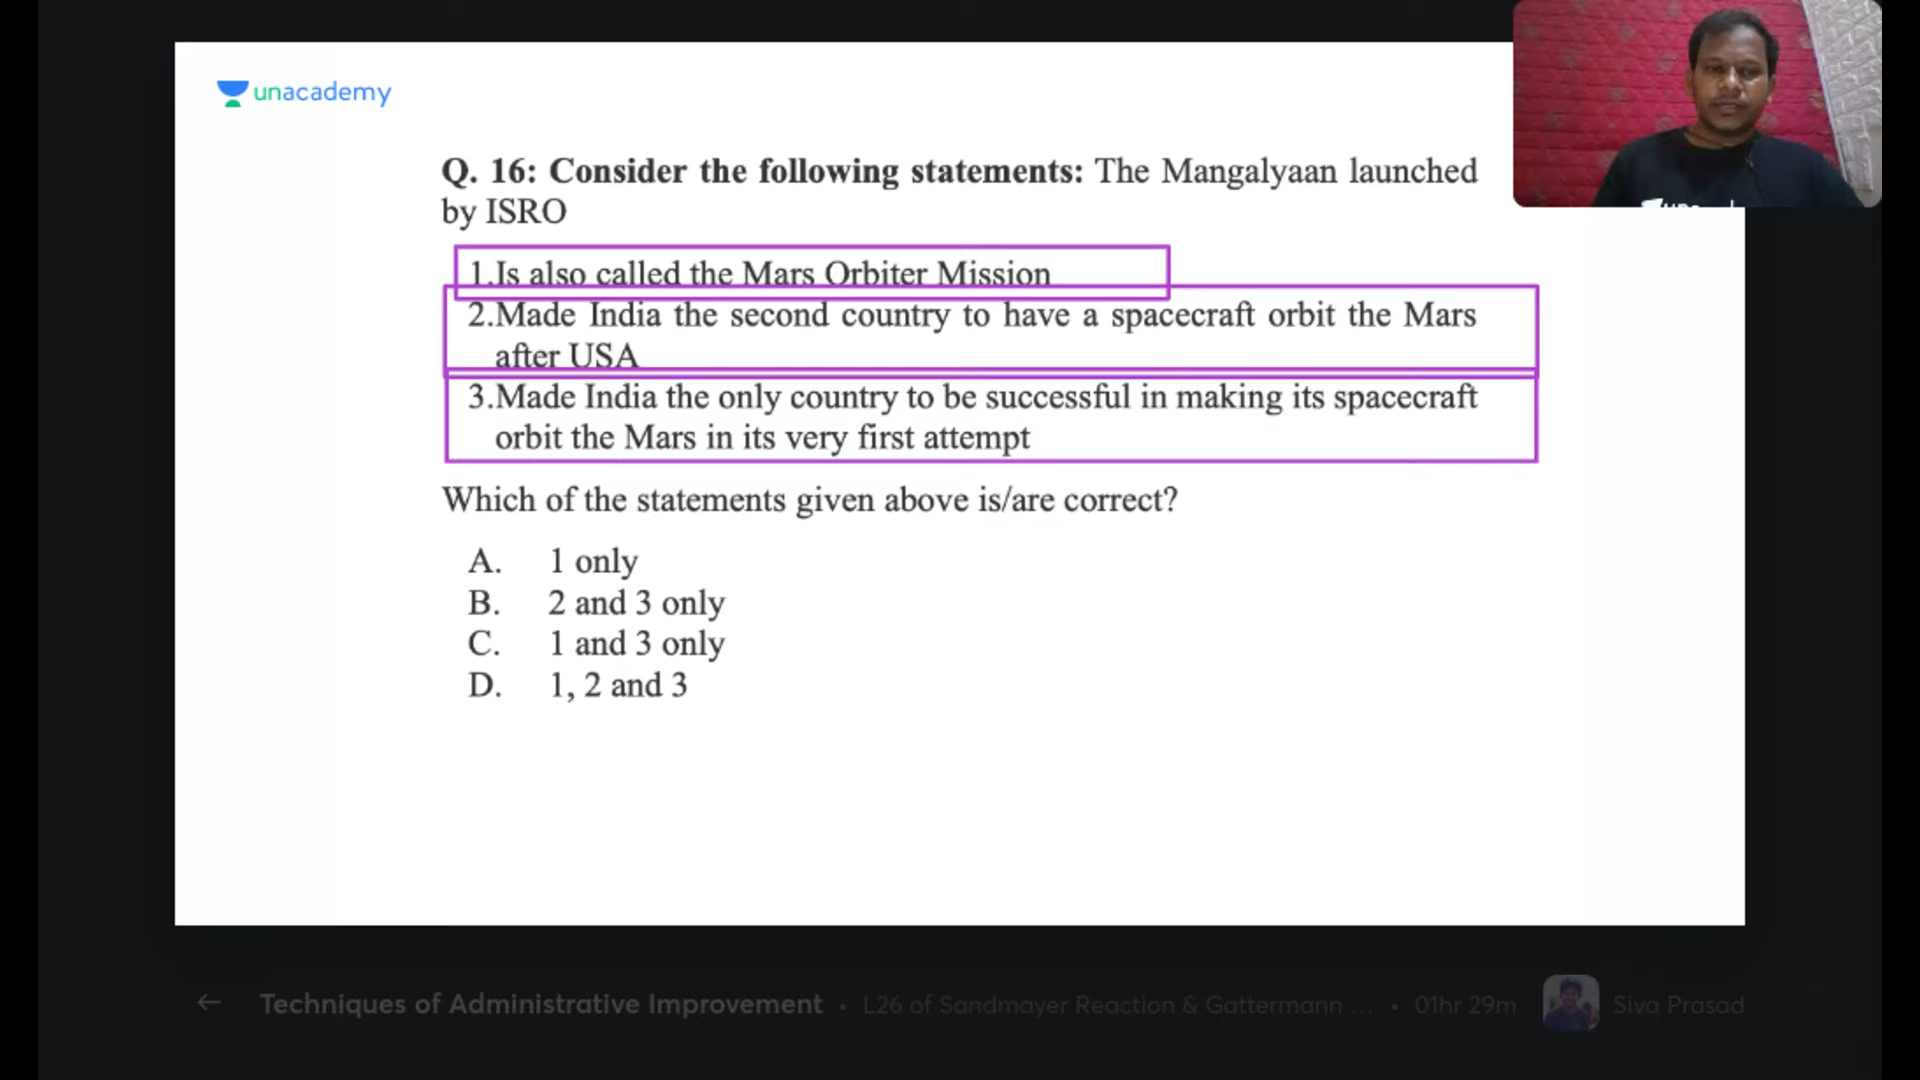 unacademy
Q. 16: Consider the following statements: The Mangalyaan launched
by ISRO
1.Is also called the Mars Orbiter Mission
2.Made India the second country to have a spacecraft orbit the Mars
after USA
3.Made India the only country to be successful in making its spacecraft
orbit the Mars in its very first attempt
Which of the statements given above is/are correct?
A. 1 only
B. 2 and 3 only
C. 1 and 3 only
D. 1, 2 and 3
← Techniques of Administrative Improvement • L26 of Sandmayer Reaction & Gattermann ... • 01hr 29m Siva Prasad